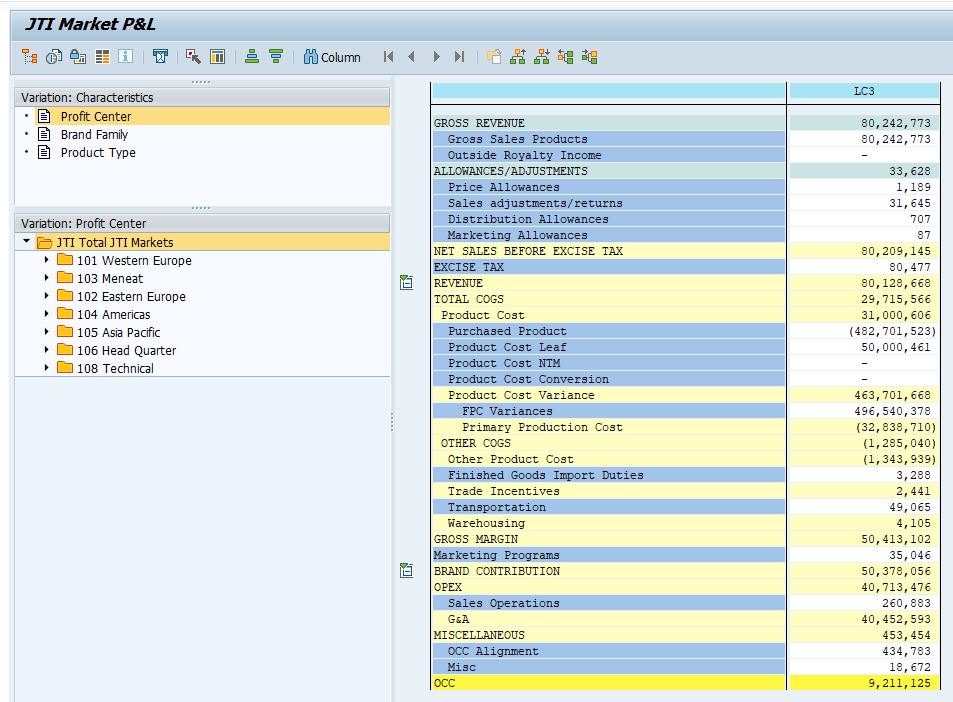 JTI Market P&L
Column
Variation: Characteristics
Profit Center
Brand Family
Product Type
Variation: Profit Center
JTI Total JTI Markets
101 Western Europe
103 Meneat
102 Eastern Europe
104 Americas
105 Asia Pacific
106 Head Quarter
108 Technical
LC3
GROSS REVENUE 80,242,773
Gross Sales Products 80,242,773
Outside Royalty Income –
ALLOWANCES/ADJUSTMENTS 33,628
Price Allowances 1,189
Sales adjustments/returns 31,645
Distribution Allowances 707
Marketing Allowances 87
NET SALES BEFORE EXCISE TAX 80,209,145
EXCISE TAX 80,477
REVENUE 80,128,668
TOTAL COGS 29,715,566
Product Cost 31,000,606
Purchased Product (482,701,523)
Product Cost Leaf 50,000,461
Product Cost NTM –
Product Cost Conversion –
Product Cost Variance 463,701,668
FPC Variances 496,540,378
Primary Production Cost (32,838,710)
OTHER COGS (1,285,040)
Other Product Cost (1,343,939)
Finished Goods Import Duties 3,288
Trade Incentives 2,441
Transportation 49,065
Warehousing 4,105
GROSS MARGIN 50,413,102
Marketing Programs 35,046
BRAND CONTRIBUTION 50,378,056
OPEX 40,713,476
Sales Operations 260,883
G&A 40,452,593
MISCELLANEOUS 453,454
OCC Alignment 434,783
Misc 18,672
OCC 9,211,125